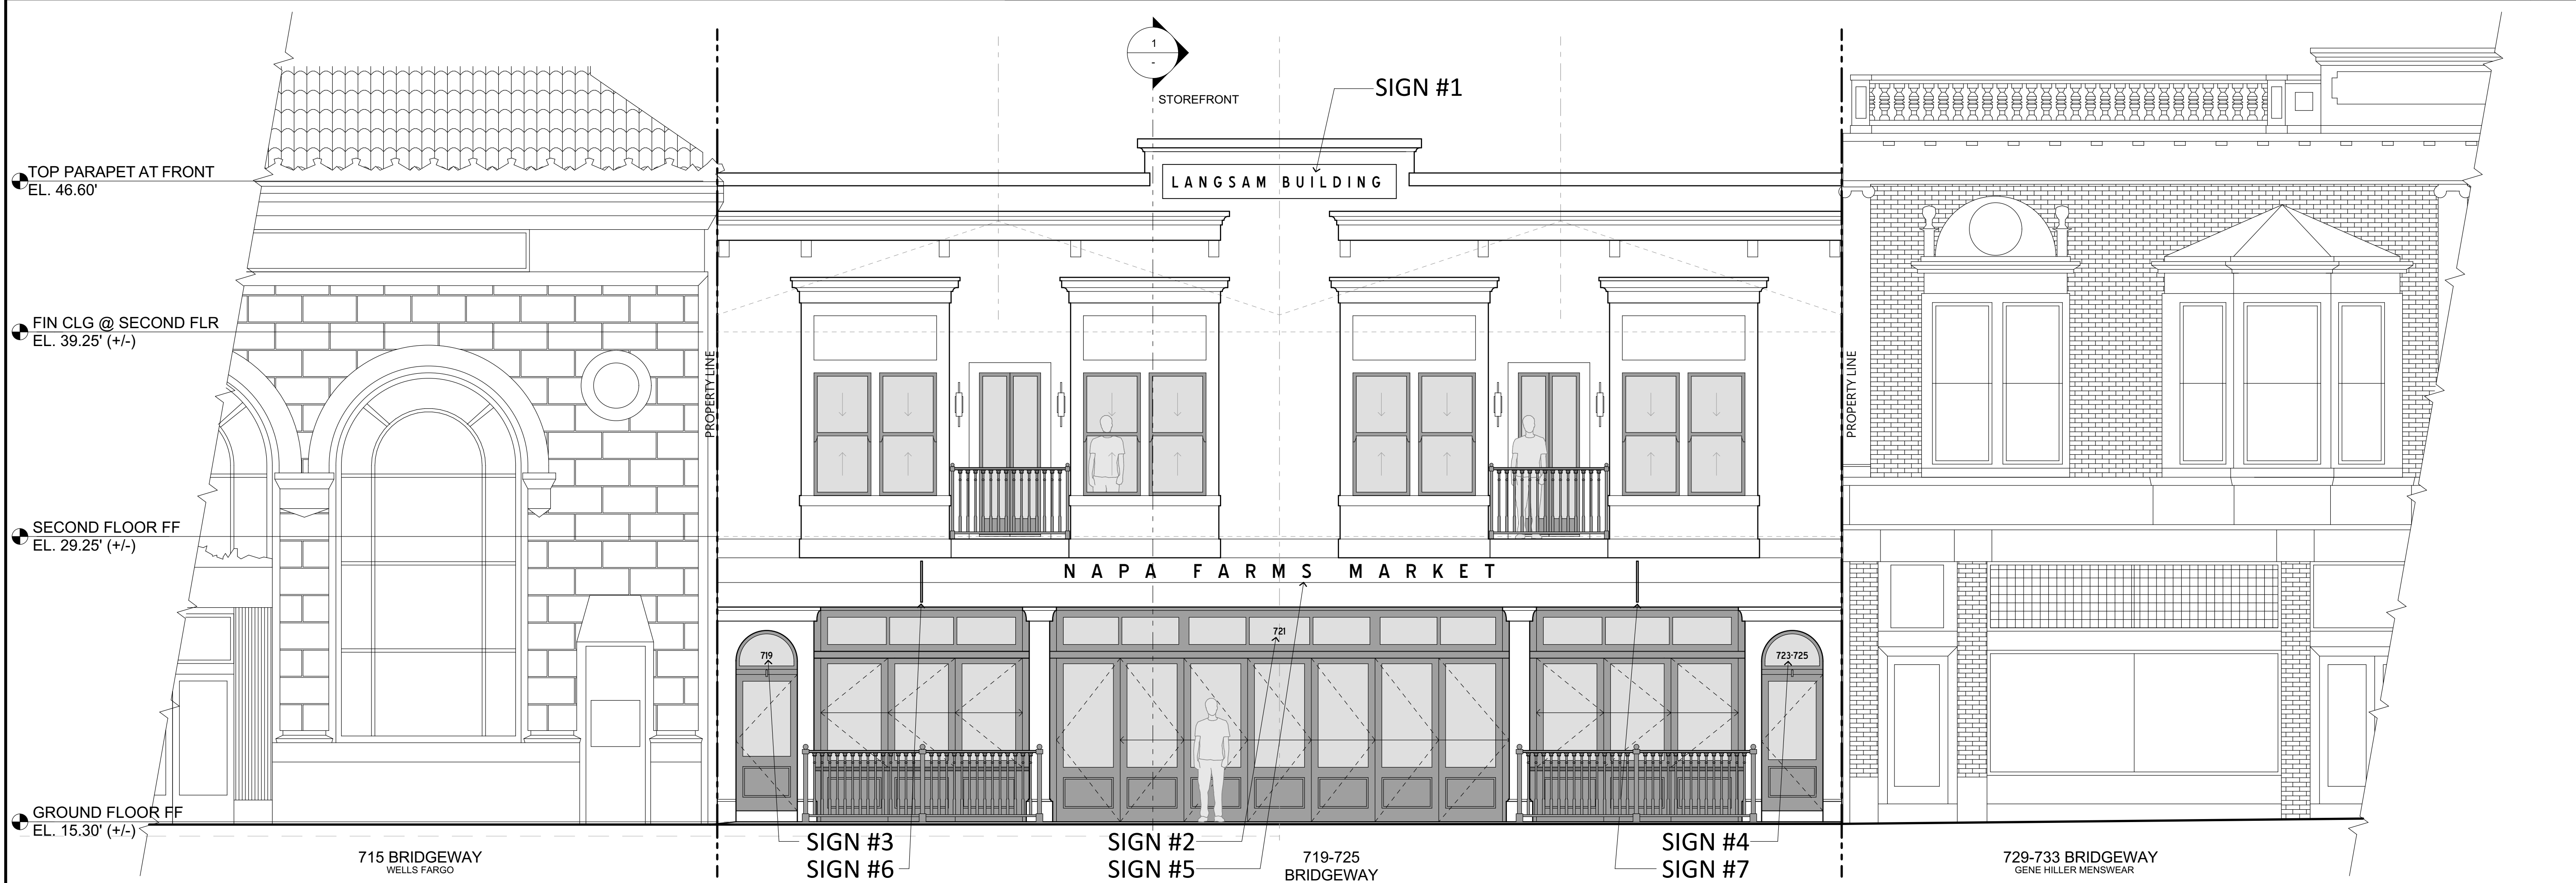 1
-
STOREFRONT
SIGN #1
TOP PARAPET AT FRONT
EL. 46.60'
LANGSAM BUILDING
FIN CLG @ SECOND FLR
EL. 39.25' (+/-)
PROPERTY LINE
PROPERTY LINE
SECOND FLOOR FF
EL. 29.25' (+/-)
NAPA FARMS MARKET
721
719
723-725
GROUND FLOOR FF
EL. 15.30' (+/-)
SIGN #3
SIGN #6
SIGN #2
SIGN #5
SIGN #4
SIGN #7
715 BRIDGEWAY
WELLS FARGO
719-725
BRIDGEWAY
729-733 BRIDGEWAY
GENE HILLER MENSWEAR